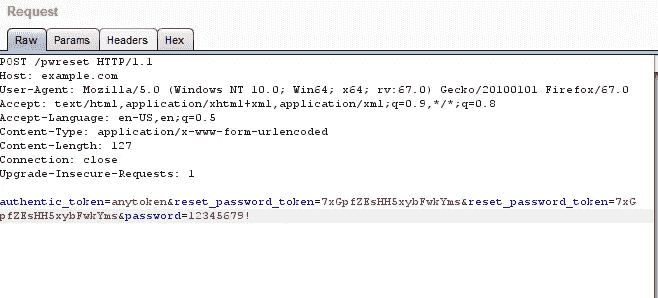 Request
Raw Params Headers Hex
POST /pwreset HTTP/1.1
Host: example.com
User-Agent: Mozilla/5.0 (Windows NT 10.0; Win64; x64; rv:67.0) Gecko/20100101 Firefox/67.0
Accept: text/html,application/xhtml+xml,application/xml;q=0.9,*/*;q=0.8
Accept-Language: en-US,en;q=0.5
Content-Type: application/x-www-form-urlencoded
Content-Length: 127
Connection: close
Upgrade-Insecure-Requests: 1
authentic_token=anytoken&reset_password_token=7xGpfZEsHH5xybFwkYms&reset_password_token=7xG
pfZEsHH5xybFwkYms&password=12345679!